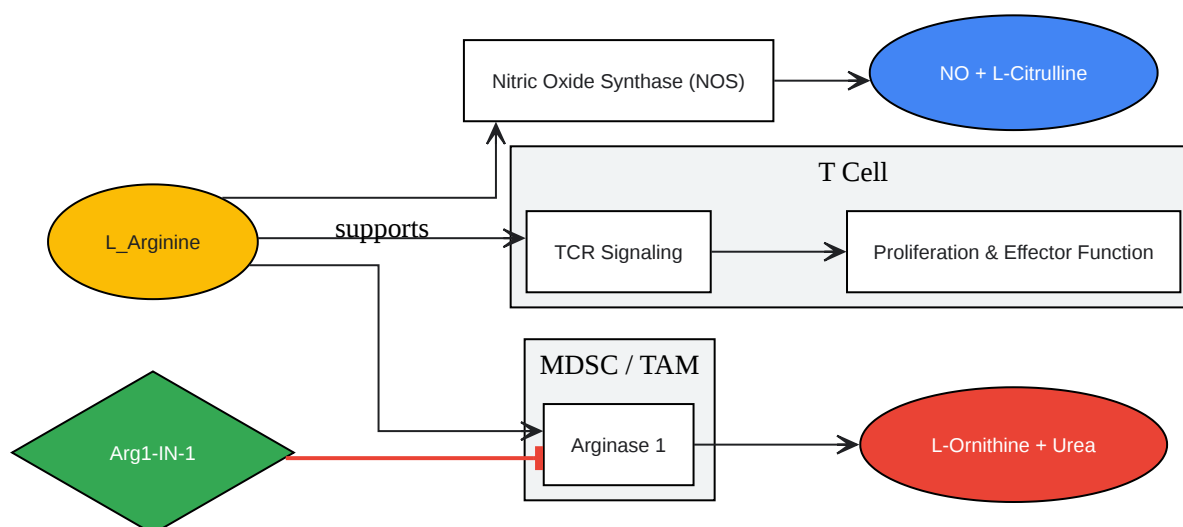 Nitric Oxide Synthase (NOS)
NO + L-Citrulline
T Cell
L_Arginine
supports
TCR Signaling
Proliferation & Effector Function
MDSC / TAM
Arg1-IN-1
Arginase 1
L-Ornithine + Urea